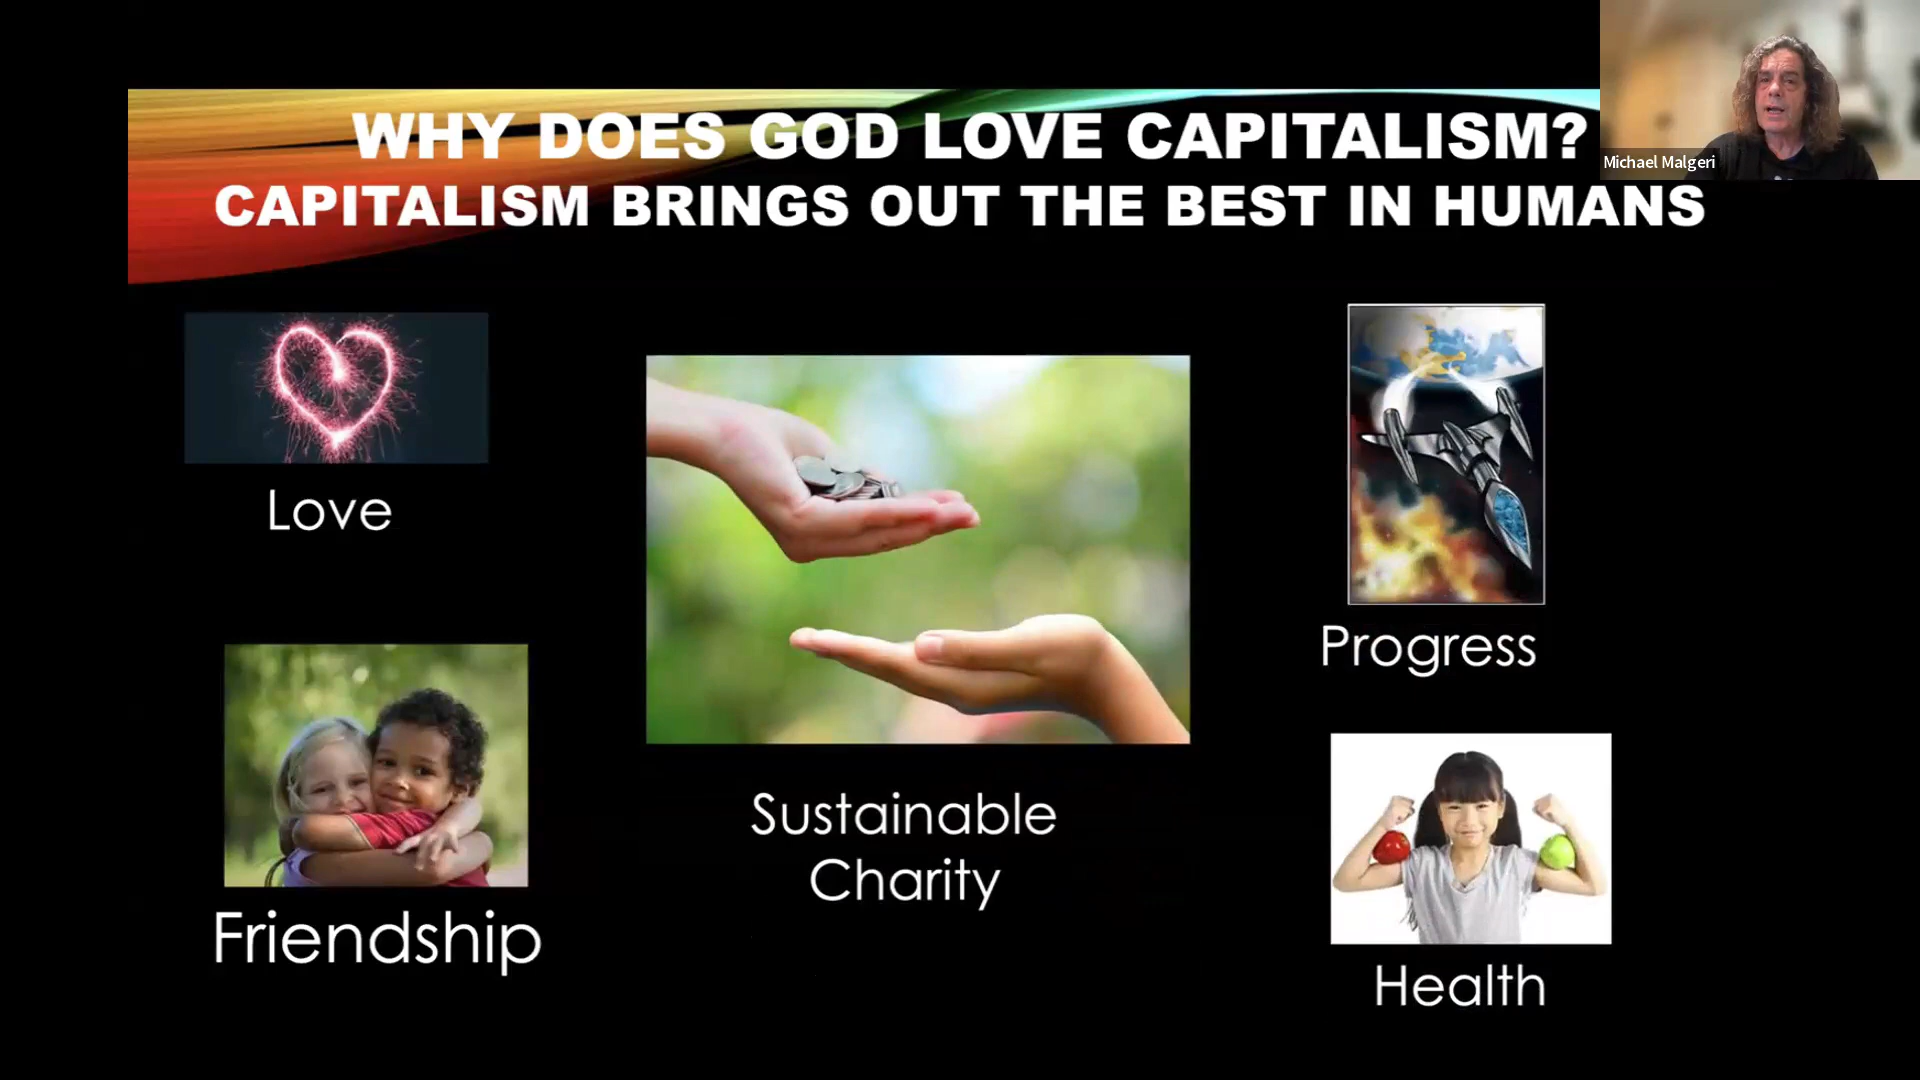 WHY DOES GOD LOVE CAPITALISM?
CAPITALISM BRINGS OUT THE BEST IN HUMANS
Michael Malgeri
Love
Friendship
Sustainable
Charity
Progress
Health